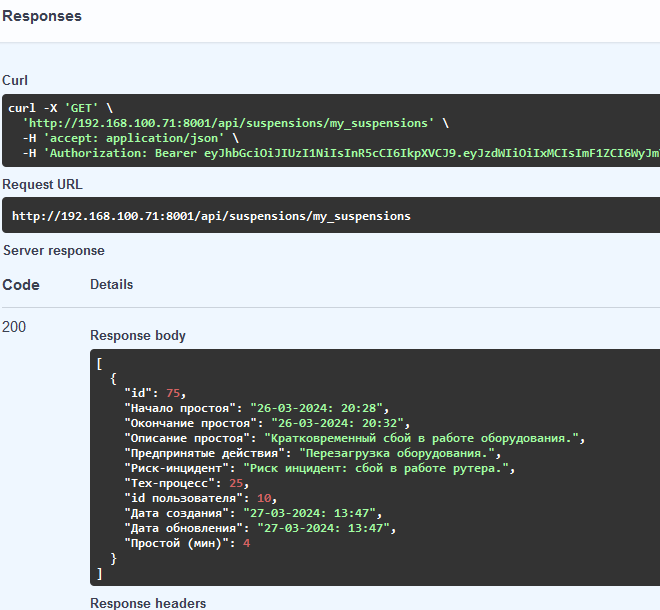 Responses
Curl
curl -X 'GET' \
'http://192.168.100.71:8001/api/suspensions/my_suspensions' \
-H 'accept: application/json' \
-H 'Authorization: Bearer eyJhbGciOiJIUzI1NiIsInR5cCI6IkpXVCJ9.eyJzdWIiOiIxMCIsImF1ZCI6WyJm
Request URL
http://192.168.100.71:8001/api/suspensions/my_suspensions
Server response
Code Details
200
Response body
[
{
"id": 75,
"Начало простоя": "26-03-2024: 20:28",
"Окончание простоя": "26-03-2024: 20:32",
"Описание простоя": "Кратковременный сбой в работе оборудования.",
"Предпринятые действия": "Перезагрузка оборудования.",
"Риск-инцидент": "Риск инцидент: сбой в работе рутера.",
"Тех-процесс": 25,
"id пользователя": 10,
"Дата создания": "27-03-2024: 13:47",
"Дата обновления": "27-03-2024: 13:47",
"Простой (мин)": 4
}
]
Response headers